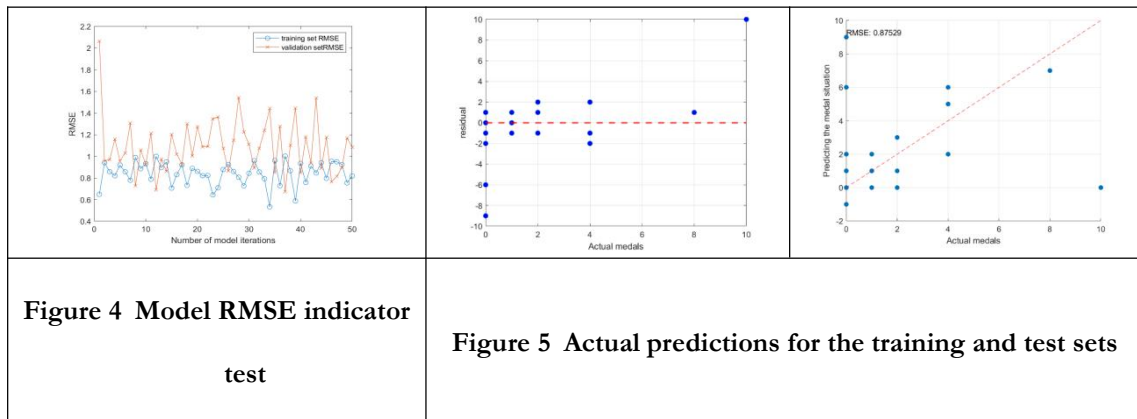 2.2
2
1.8
1.6
1.4
1.2
1
0.8
0.6
0.4
0 10 20 30 40 50
RMSE
Number of model iterations
training set RMSE
validation setRMSE
10
8
6
4
2
0
-2
-4
-6
-8
-10
0 2 4 6 8 10
residual
Actual medals
RMSE: 0.87529
10
8
6
4
2
0
-2
0 2 4 6 8 10
Predicting the medal situation
Actual medals
Figure 4 Model RMSE indicator
test
Figure 5 Actual predictions for the training and test sets